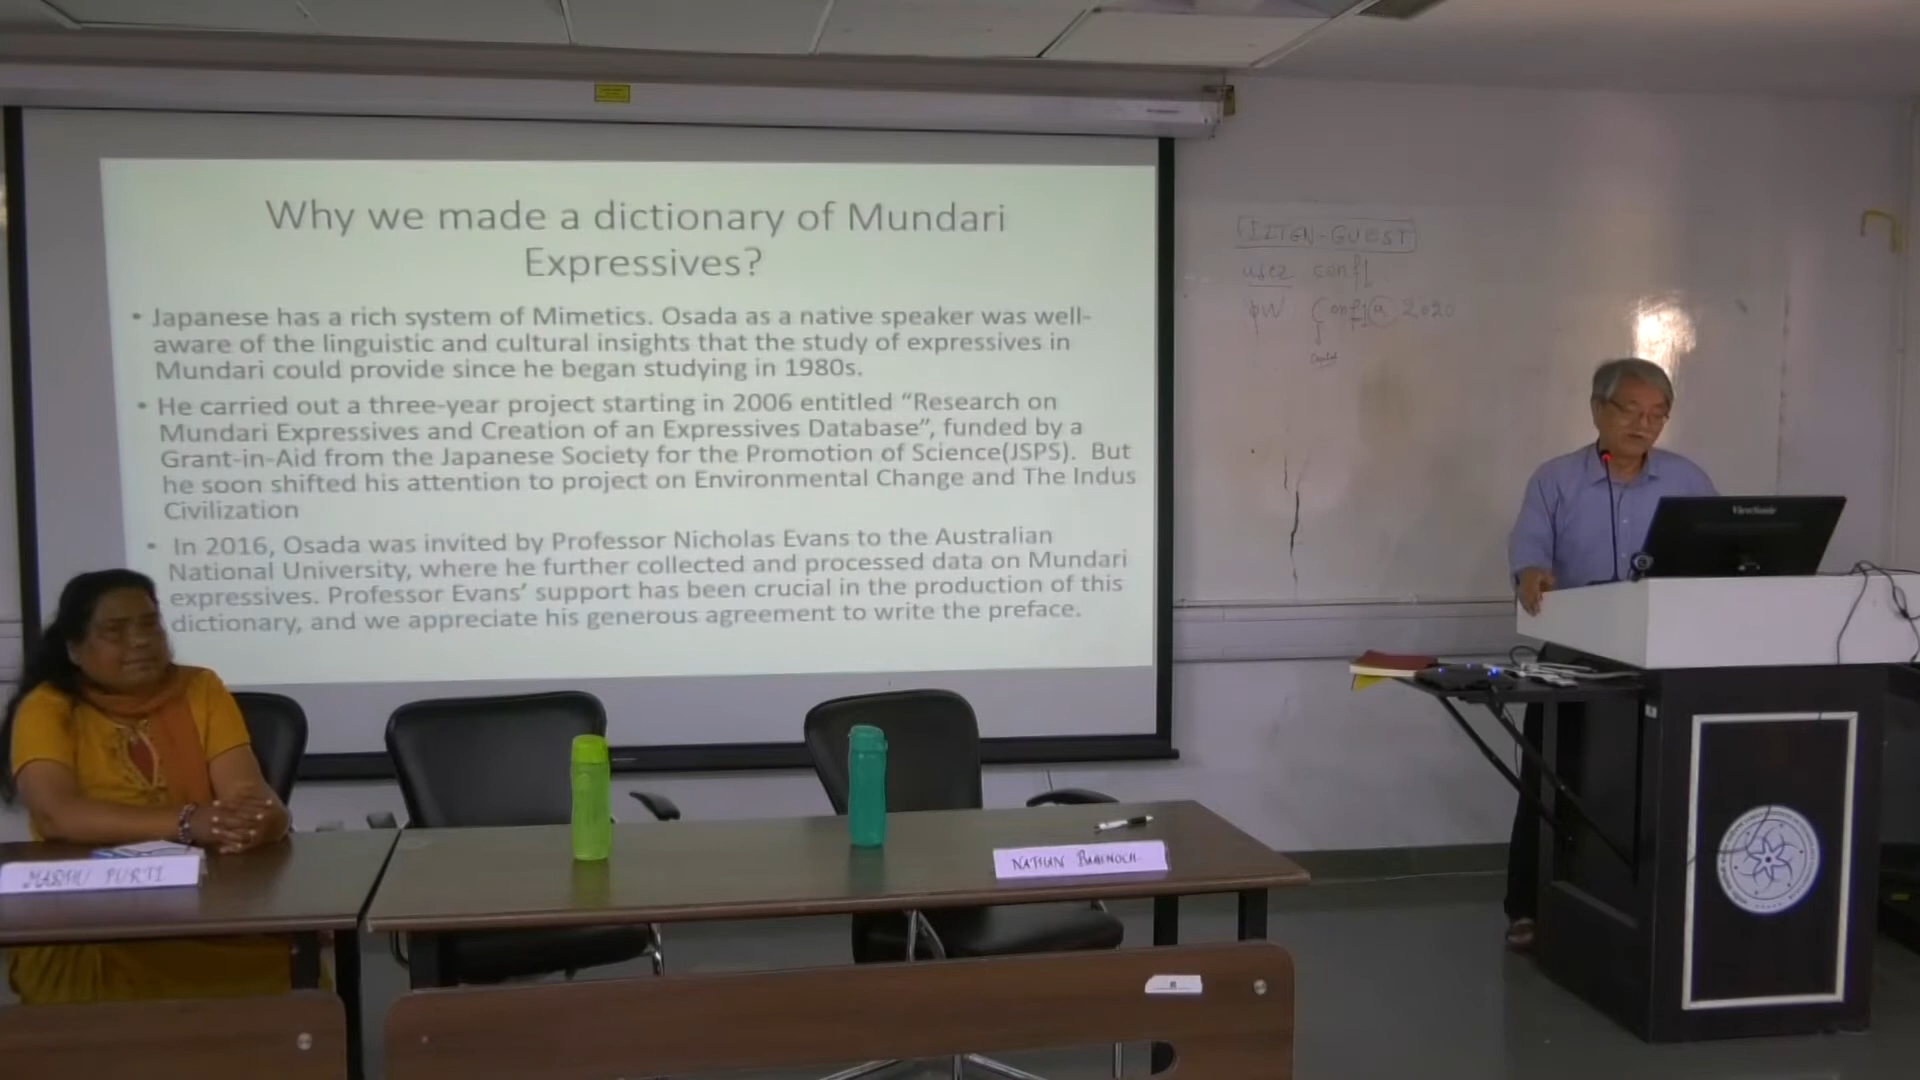 Why we made a dictionary of Mundari
Expressives?
• Japanese has a rich system of Mimetics. Osada as a native speaker was well-
aware of the linguistic and cultural insights that the study of expressives in
Mundari could provide since he began studying in 1980s.
• He carried out a three-year project starting in 2006 entitled “Research on
Mundari Expressives and Creation of an Expressives Database”, funded by a
Grant-in-Aid from the Japanese Society for the Promotion of Science(JSPS). But
he soon shifted his attention to project on Environmental Change and The Indus
Civilization
• In 2016, Osada was invited by Professor Nicholas Evans to the Australian
National University, where he further collected and processed data on Mundari
expressives. Professor Evans’ support has been crucial in the production of this
dictionary, and we appreciate his generous agreement to write the preface.
IITGN-GUEST
user conf1
pW Conf1@2020
Capital
ViewSonic
MADHU PURTI
NATHAN